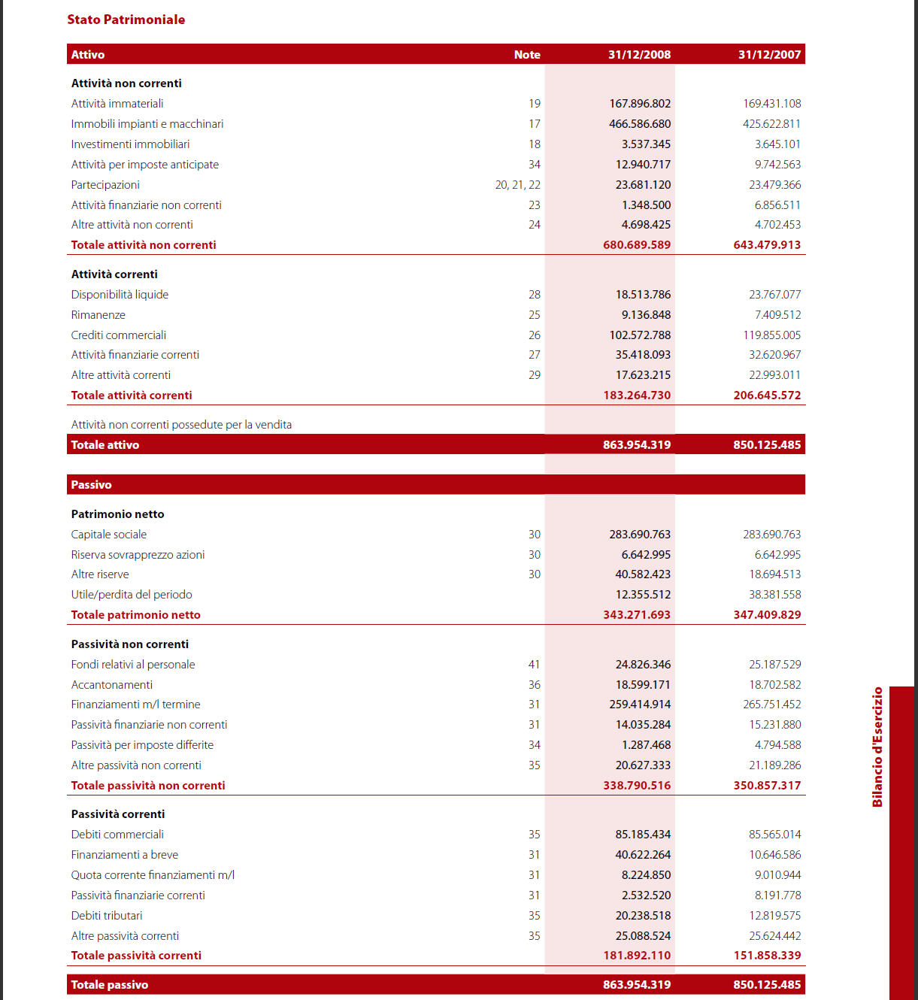 Stato Patrimoniale
Attivo Note 31/12/2008 31/12/2007
Attività non correnti
Attività immateriali 19 167.896.802 169.431.108
Immobili impianti e macchinari 17 466.586.680 425.622.811
Investimenti immobiliari 18 3.537.345 3.645.101
Attività per imposte anticipate 34 12.940.717 9.742.563
Partecipazioni 20, 21, 22 23.681.120 23.479.366
Attività finanziarie non correnti 23 1.348.500 6.856.511
Altre attività non correnti 24 4.698.425 4.702.453
Totale attività non correnti 680.689.589 643.479.913
Attività correnti
Disponibilità liquide 28 18.513.786 23.767.077
Rimanenze 25 9.136.848 7.409.512
Crediti commerciali 26 102.572.788 119.855.005
Attività finanziarie correnti 27 35.418.093 32.620.967
Altre attività correnti 29 17.623.215 22.993.011
Totale attività correnti 183.264.730 206.645.572
Attività non correnti possedute per la vendita
Totale attivo 863.954.319 850.125.485
Passivo
Patrimonio netto
Capitale sociale 30 283.690.763 283.690.763
Riserva sovrapprezzo azioni 30 6.642.995 6.642.995
Altre riserve 30 40.582.423 18.694.513
Utile/perdita del periodo 12.355.512 38.381.558
Totale patrimonio netto 343.271.693 347.409.829
Passività non correnti
Fondi relativi al personale 41 24.826.346 25.187.529
Accantonamenti 36 18.599.171 18.702.582
Finanziamenti m/l termine 31 259.414.914 265.751.452
Passività finanziarie non correnti 31 14.035.284 15.231.880
Passività per imposte differite 34 1.287.468 4.794.588
Altre passività non correnti 35 20.627.333 21.189.286
Totale passività non correnti 338.790.516 350.857.317
Passività correnti
Debiti commerciali 35 85.185.434 85.565.014
Finanziamenti a breve 31 40.622.264 10.646.586
Quota corrente finanziamenti m/l 31 8.224.850 9.010.944
Passività finanziarie correnti 31 2.532.520 8.191.778
Debiti tributari 35 20.238.518 12.819.575
Altre passività correnti 35 25.088.524 25.624.442
Totale passività correnti 181.892.110 151.858.339
Totale passivo 863.954.319 850.125.485
Bilancio d'Esercizio